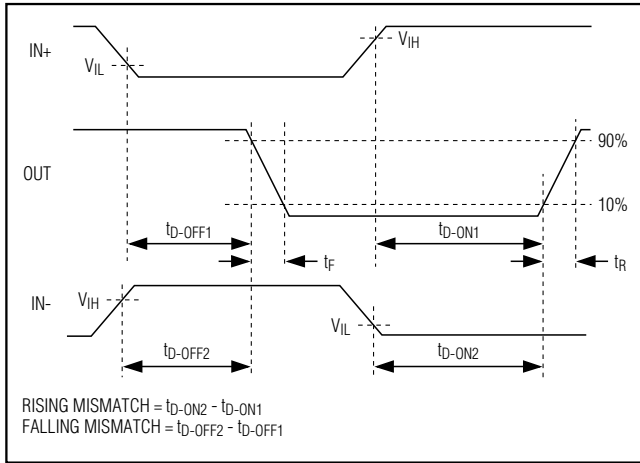 IN+
VIH
VIL
90%
OUT
10%
tD-OFF1
tD-ON1
tF
tR
IN-
VIH
VIL
tD-OFF2
tD-ON2
RISING MISMATCH = tD-ON2 - tD-ON1
FALLING MISMATCH = tD-OFF2 - tD-OFF1